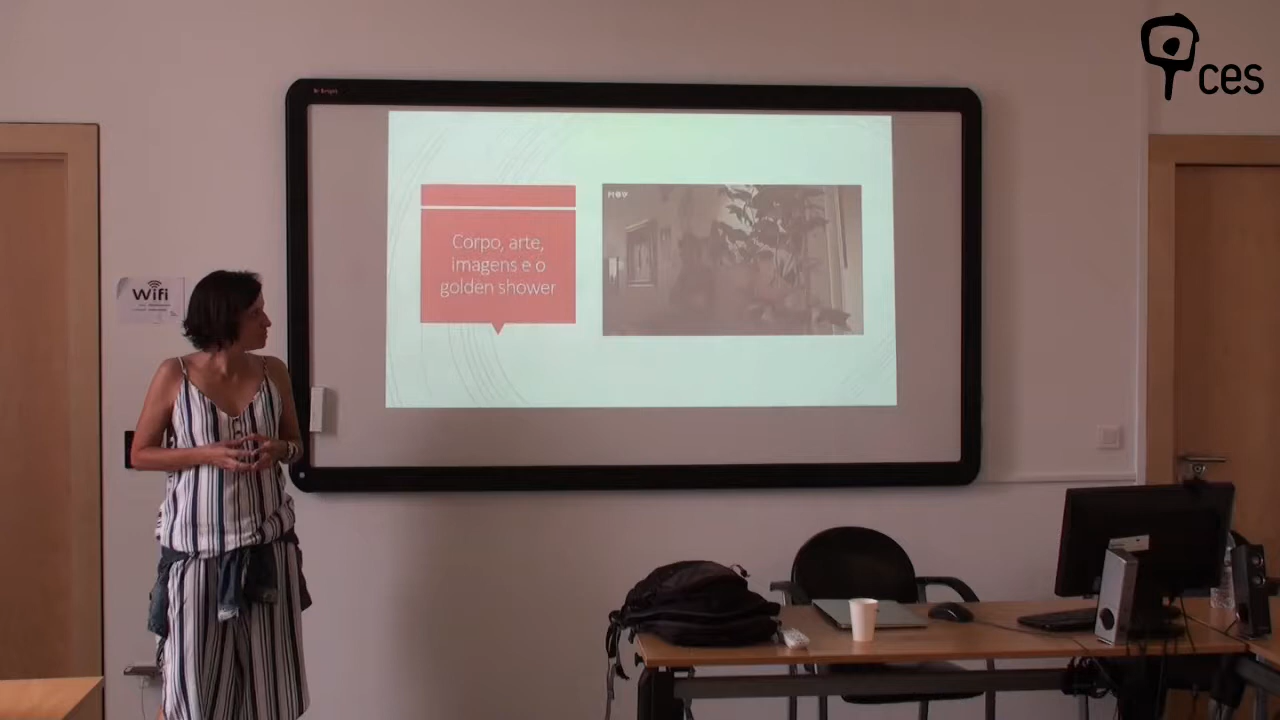 ces
Corpo, arte,
imagens e o
golden shower
Wifi